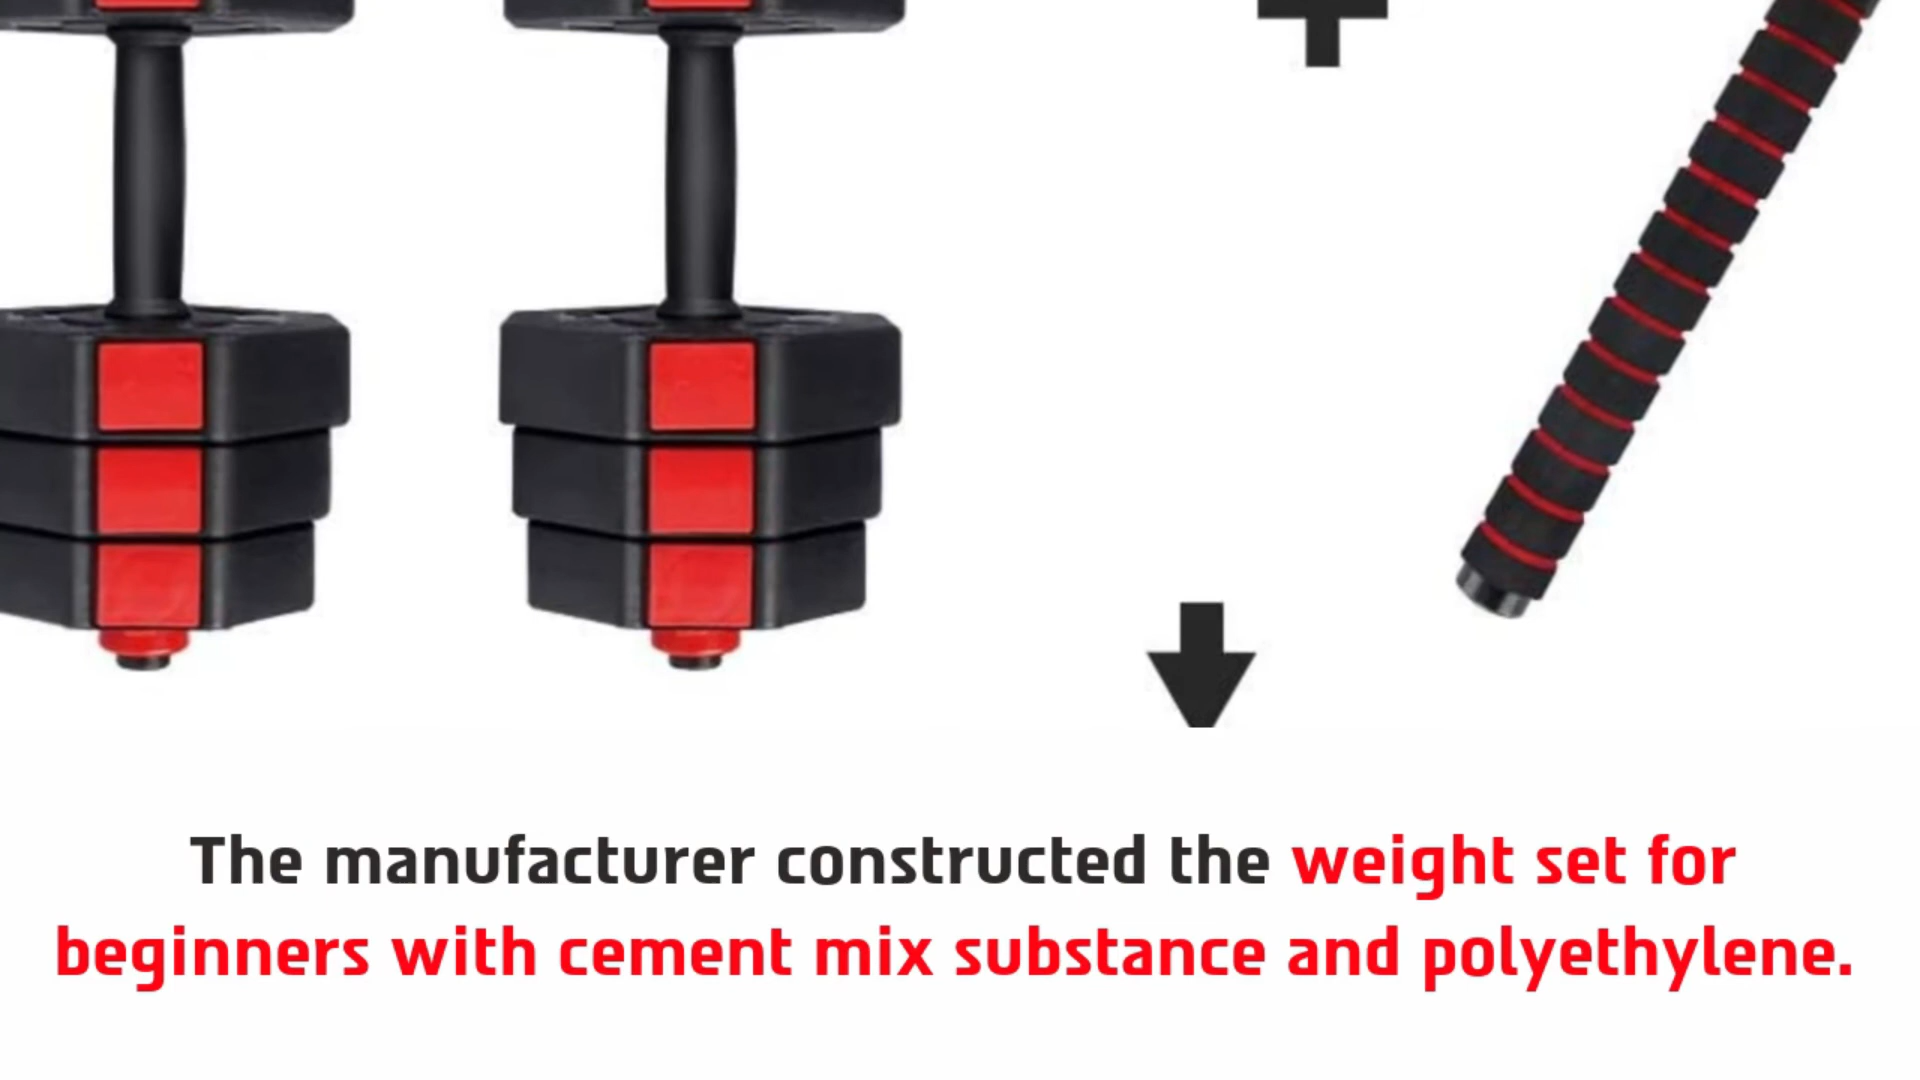 The manufacturer constructed the weight set for
beginners with cement mix substance and polyethylene.